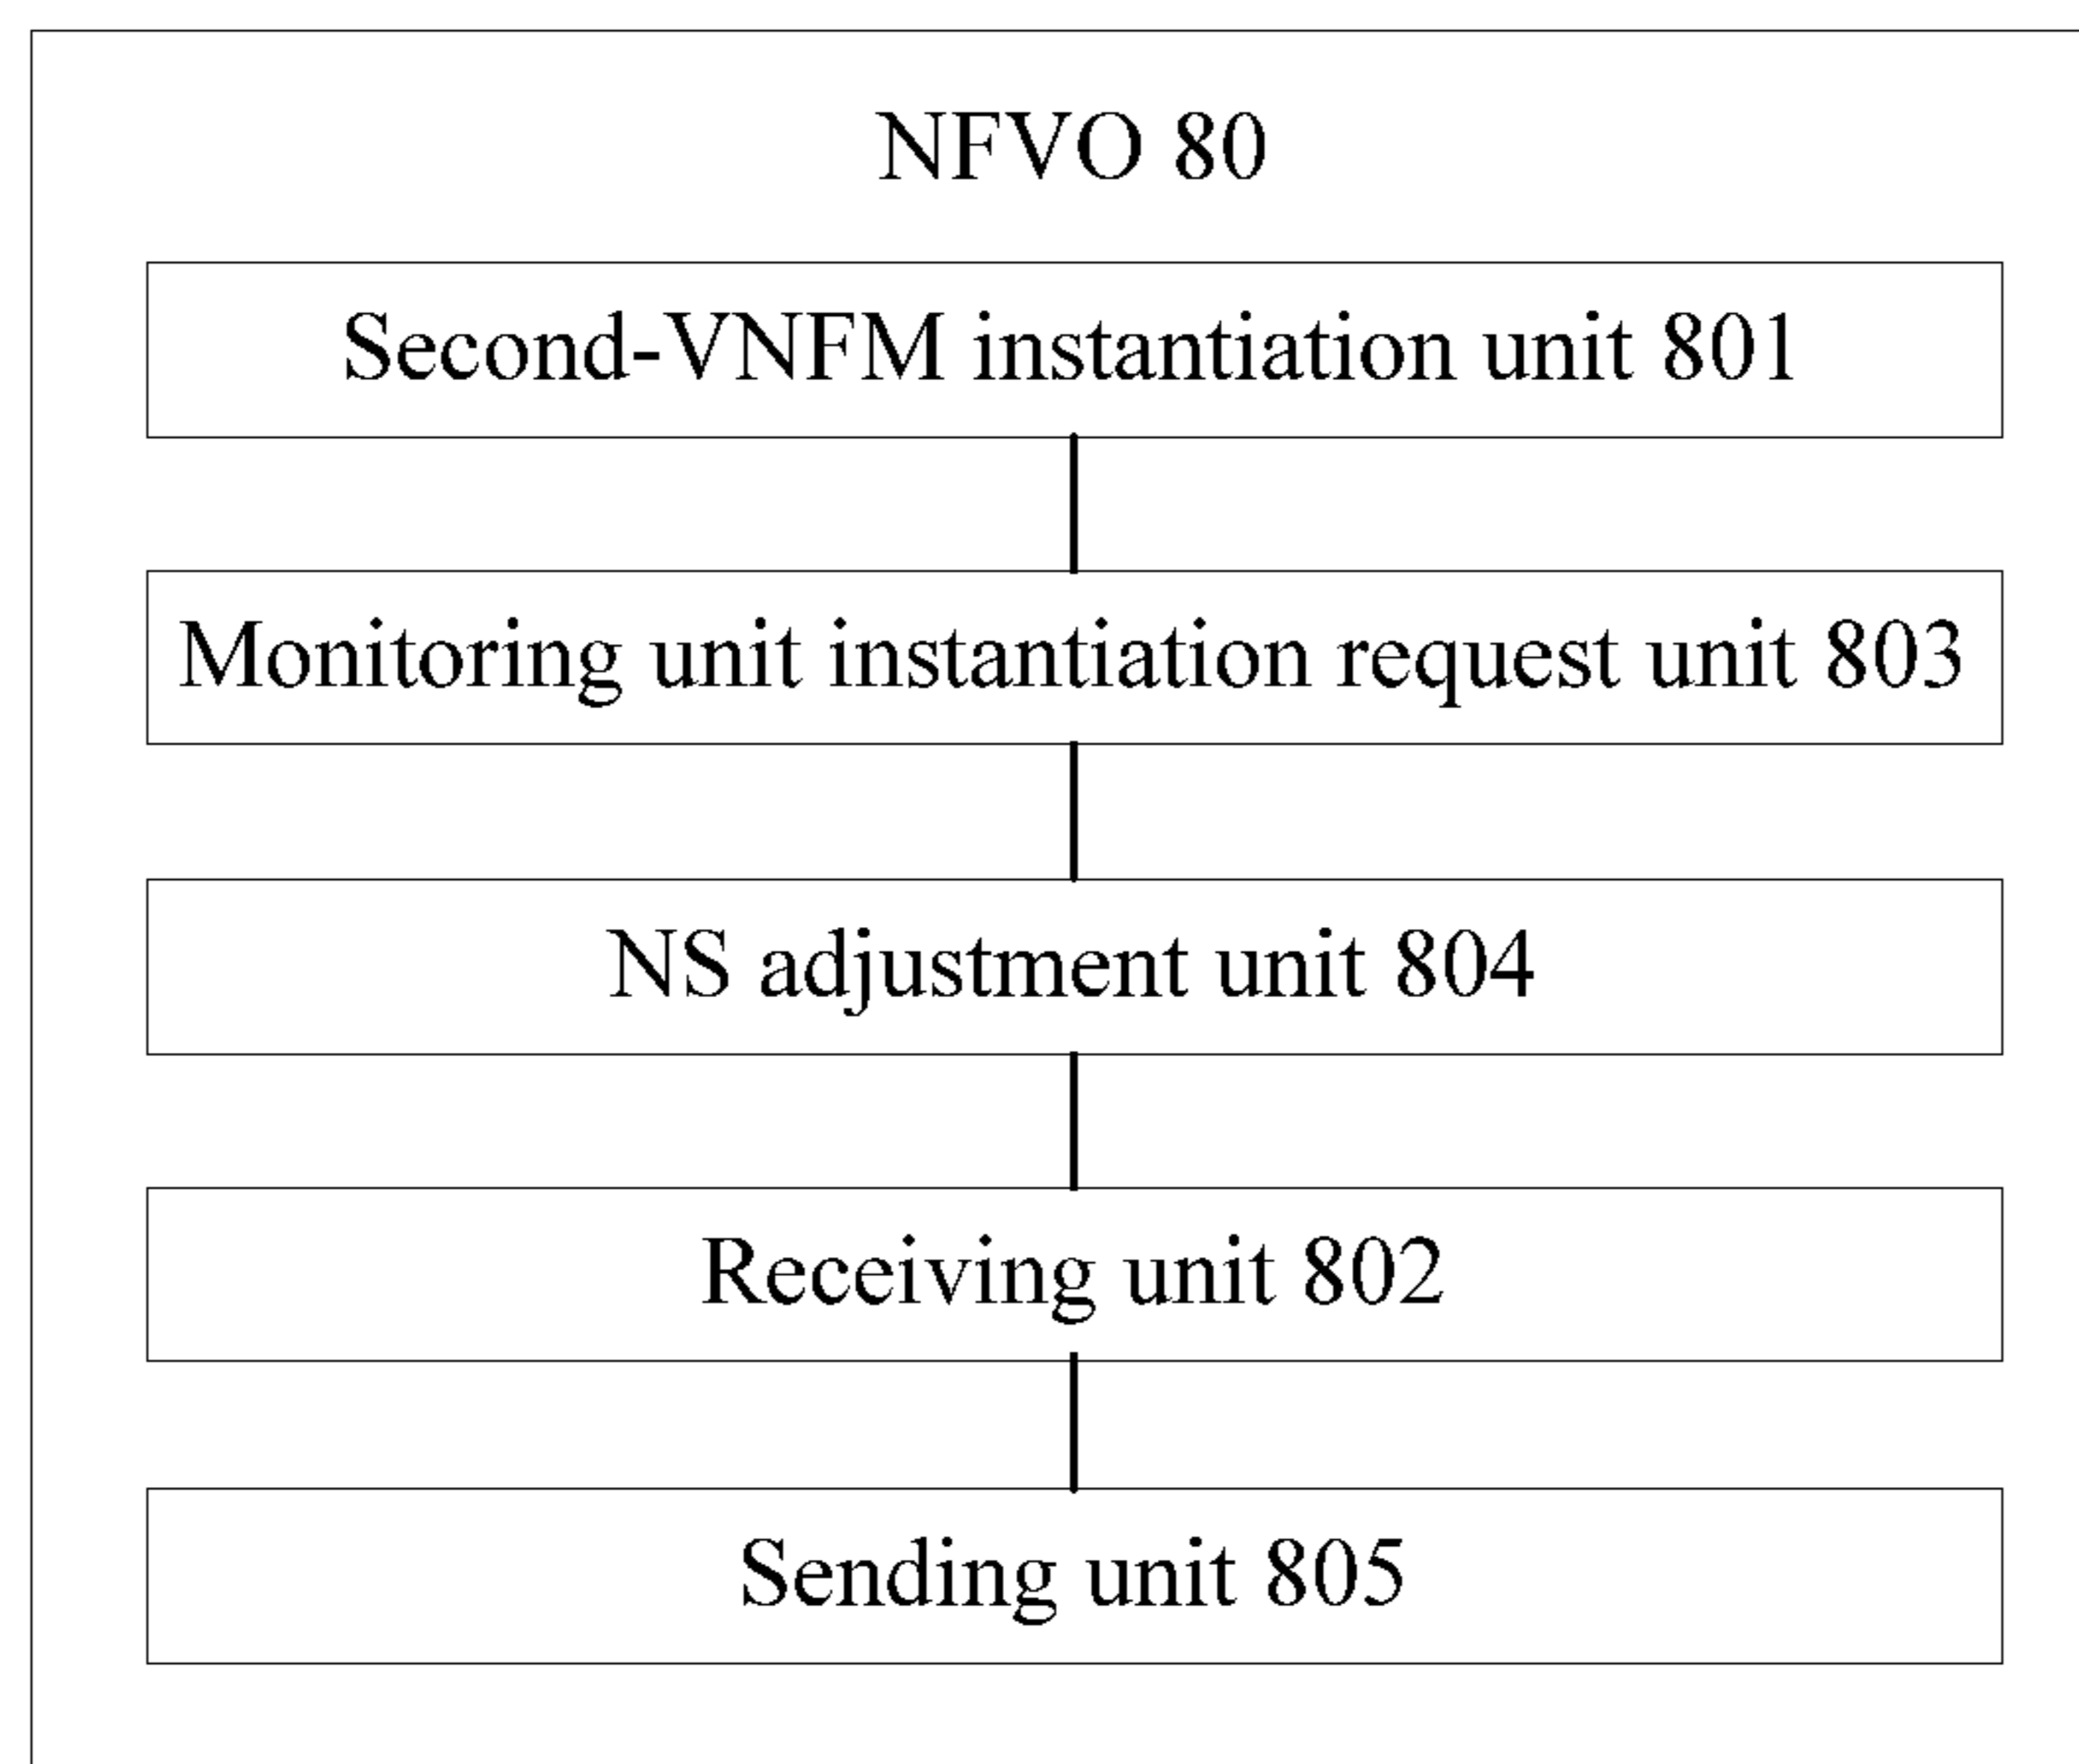 NFVO 80
Second-VNFM instantiation unit 801
Monitoring unit instantiation request unit 803
NS adjustment unit 804
Receiving unit 802
Sending unit 805